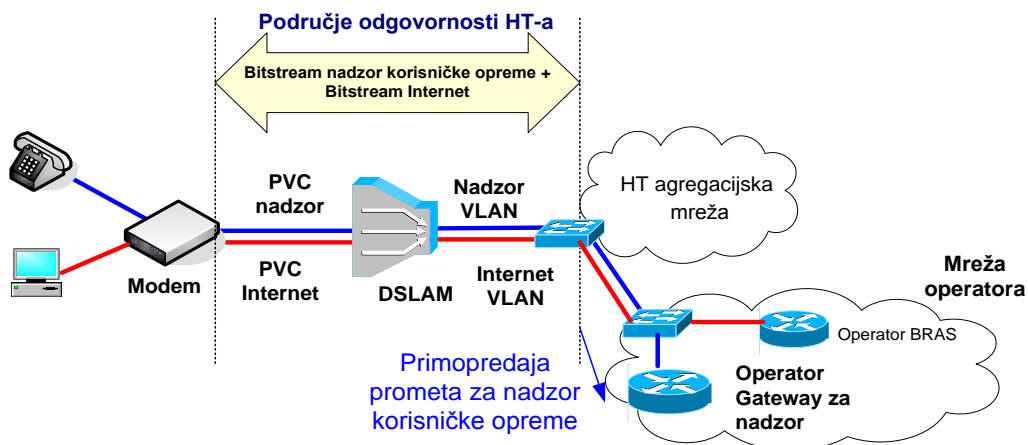 Područje odgovornosti HT-a
Bitstream nadzor korisničke opreme +
Bitstream Internet
HT agregacijska
mreža
PVC
nadzor
Nadzor
VLAN
PVC
Internet
Internet
VLAN
Modem
DSLAM
Mreža
operatora
Operator BRAS
Primopredaja
prometa za nadzor
korisničke opreme
Operator
Gateway za
nadzor